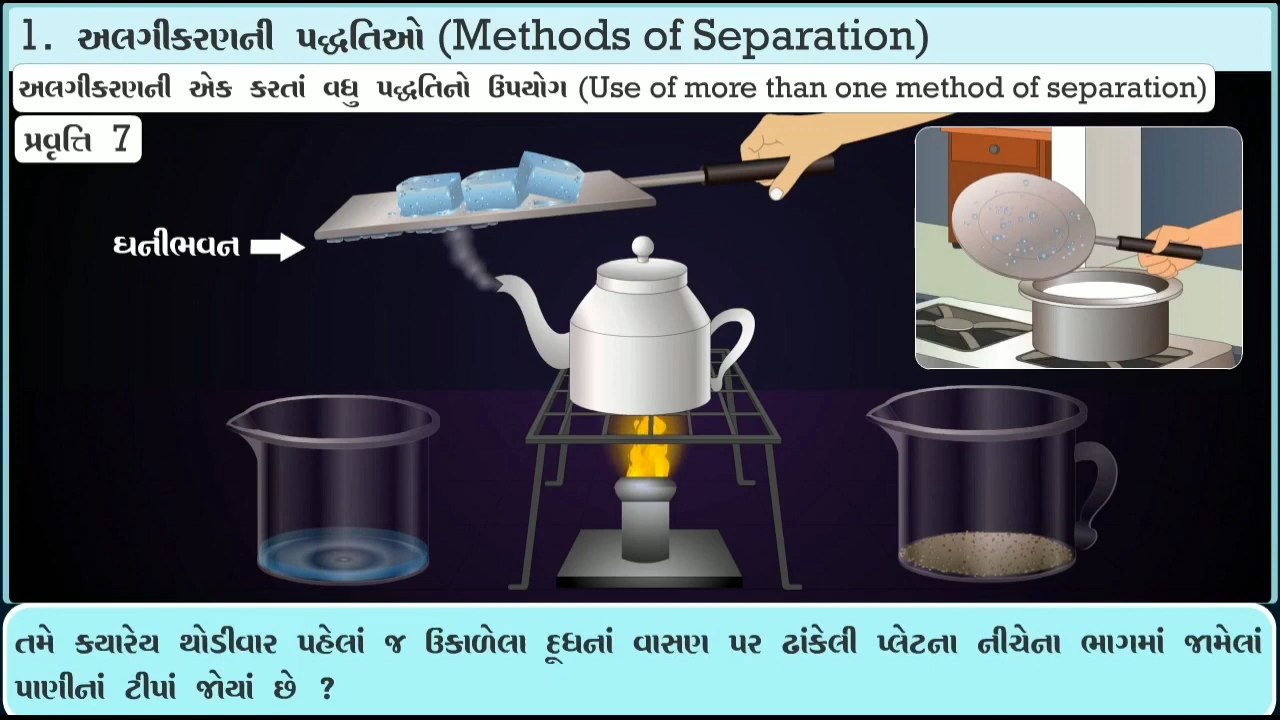 1. અલગીકરણની પદ્ધતિઓ (Methods of Separation)
અલગીકરણની એક કરતાં વધુ પદ્ધતિનો ઉપયોગ (Use of more than one method of separation)
પ્રવૃત્તિ 7
ઘનીભવન
તમે ક્યારેય થોડીવાર પહેલાં જ ઉકાળેલા દૂધનાં વાસણ પર ઢાંકેલી પ્લેટના નીચેના ભાગમાં જામેલાં
પાણીનાં ટીપાં જોયાં છે ?